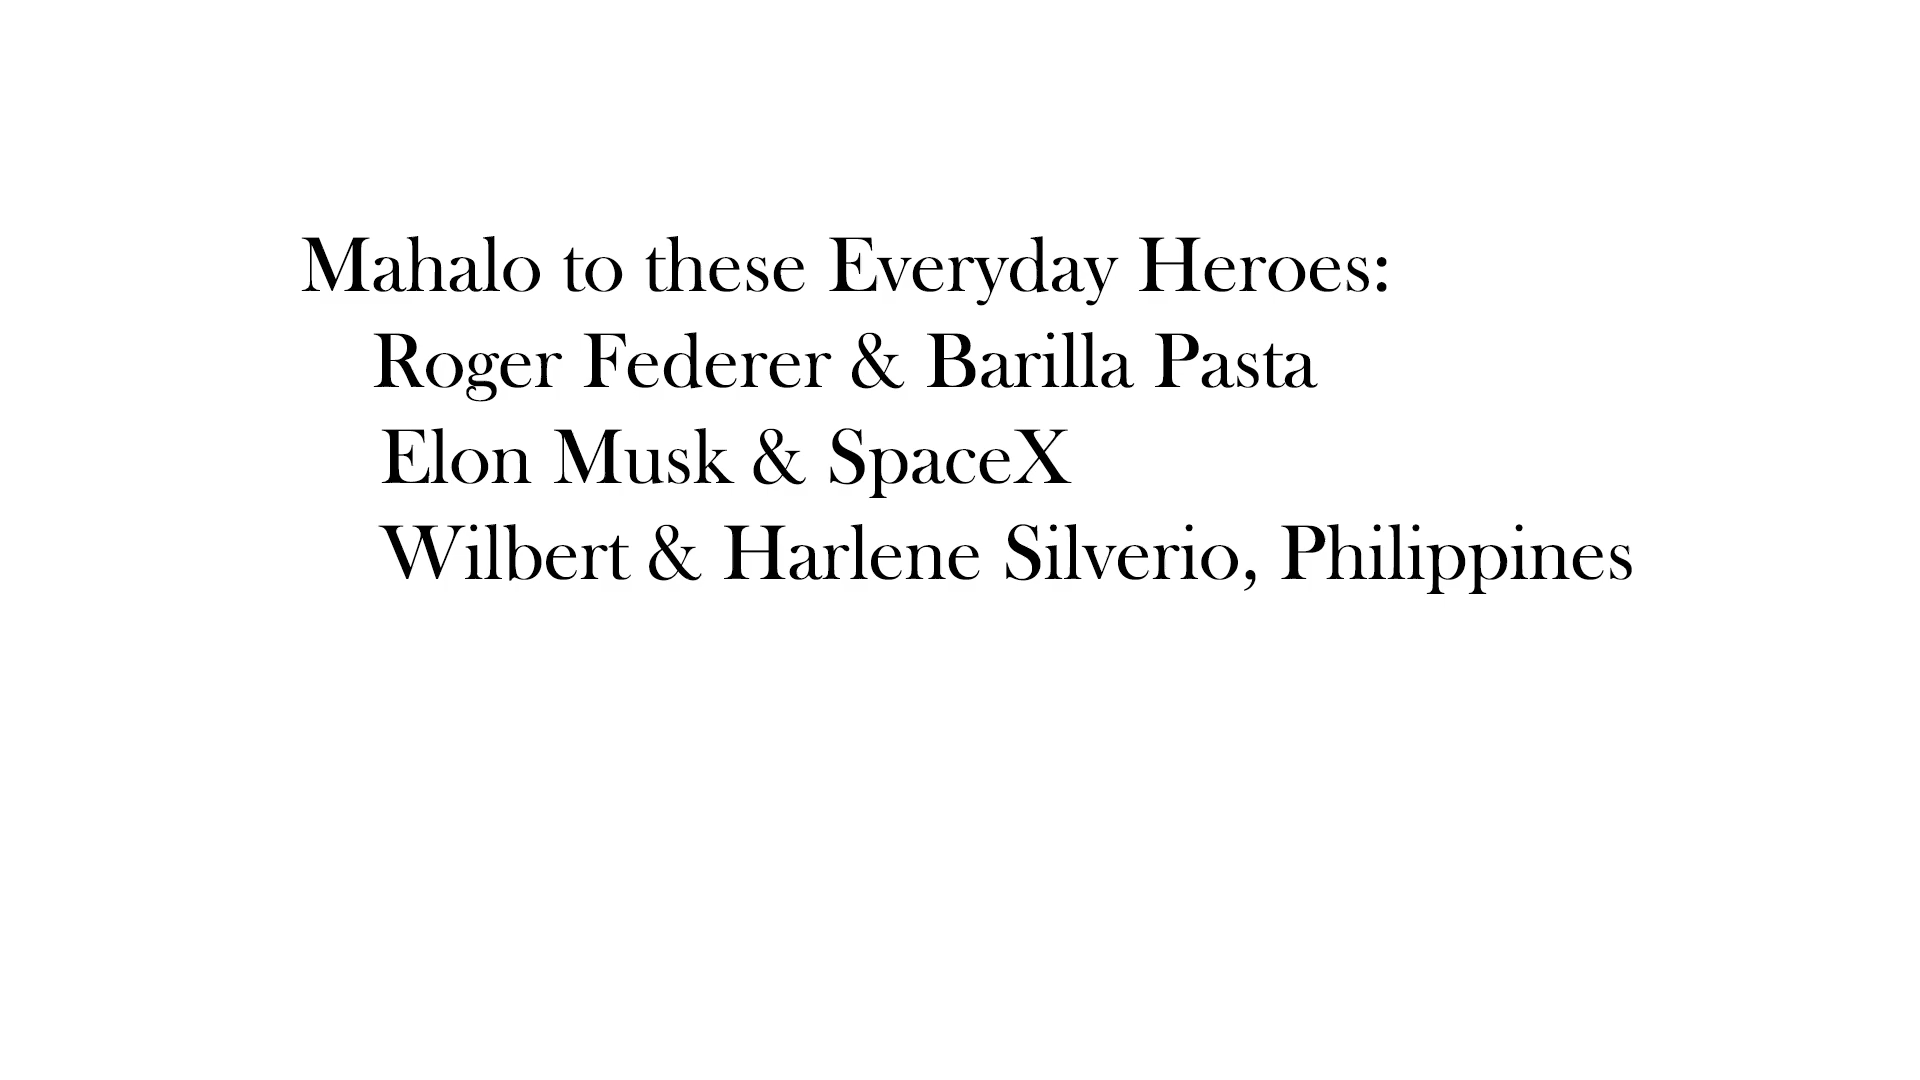 Mahalo to these Everyday Heroes:
Roger Federer & Barilla Pasta
Elon Musk & SpaceX
Wilbert & Harlene Silverio, Philippines